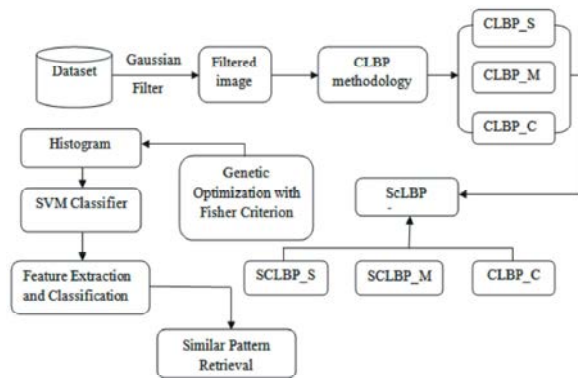 Dataset
Gaussian
Filter
Filtered
image
CLBP
methodology
CLBP_S
CLBP_M
CLBP_C
Histogram
SVM Classifier
Feature Extraction
and Classification
Genetic
Optimization with
Fisher Criterion
ScLBP
SCLBP_S
SCLBP_M
CLBP_C
Similar Pattern
Retrieval